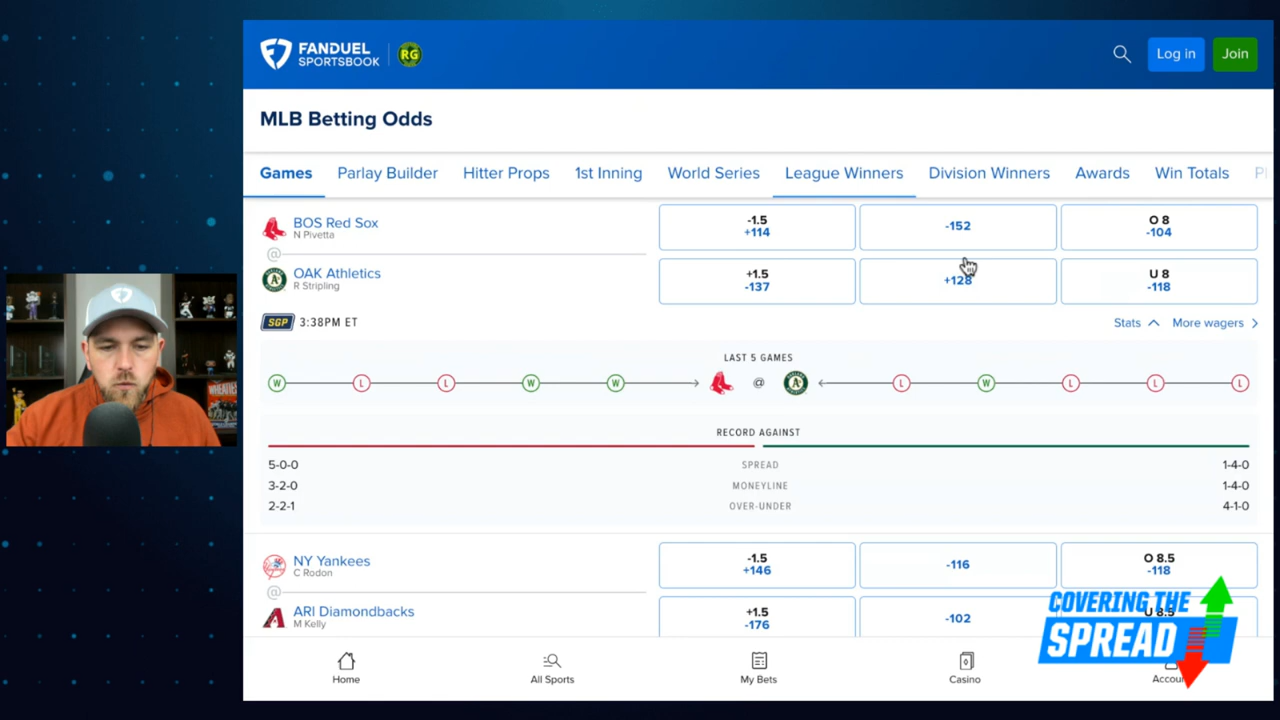 FANDUEL
SPORTSBOOK
RG
Log in
Join
MLB Betting Odds
Games
Parlay Builder
Hitter Props
1st Inning
World Series
League Winners
Division Winners
Awards
Win Totals
BOS Red Sox
N Pivetta
-1.5
+114
-152
O 8
-104
@
OAK Athletics
R Stripling
+1.5
-137
+128
U 8
-118
SGP
3:38PM ET
Stats
More wagers
LAST 5 GAMES
W L L W W @ L W L L L
RECORD AGAINST
5-0-0 SPREAD 1-4-0
3-2-0 MONEYLINE 1-4-0
2-2-1 OVER-UNDER 4-1-0
NY Yankees
C Rodon
-1.5
+146
-116
O 8.5
-118
@
ARI Diamondbacks
M Kelly
+1.5
-176
-102
U 8.5
COVERING THE
SPREAD
Home
All Sports
My Bets
Casino